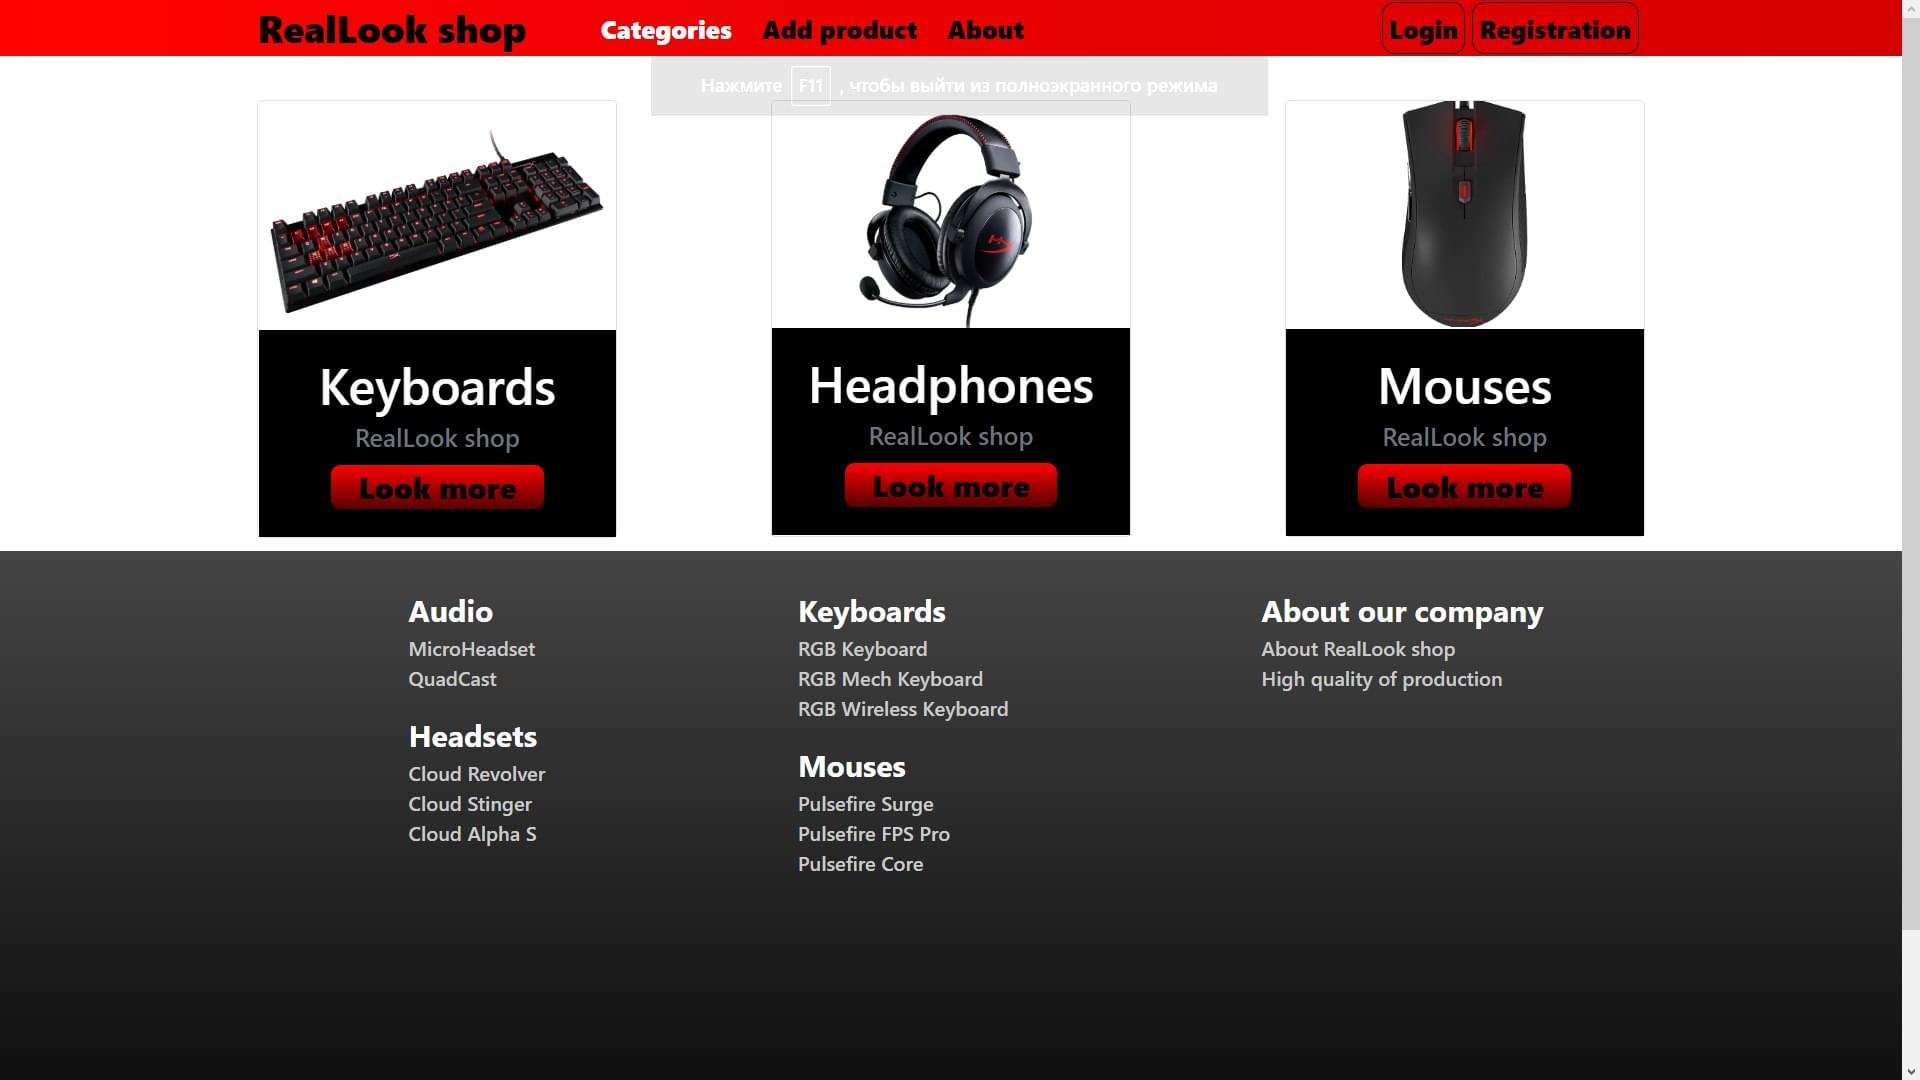 RealLook shop
Categories
Add product
About
Login
Registration
Нажмите F11 , чтобы выйти из полноэкранного режима
Keyboards
RealLook shop
Look more
Headphones
RealLook shop
Look more
Mouses
RealLook shop
Look more
Audio
MicroHeadset
QuadCast
Headsets
Cloud Revolver
Cloud Stinger
Cloud Alpha S
Keyboards
RGB Keyboard
RGB Mech Keyboard
RGB Wireless Keyboard
Mouses
Pulsefire Surge
Pulsefire FPS Pro
Pulsefire Core
About our company
About RealLook shop
High quality of production